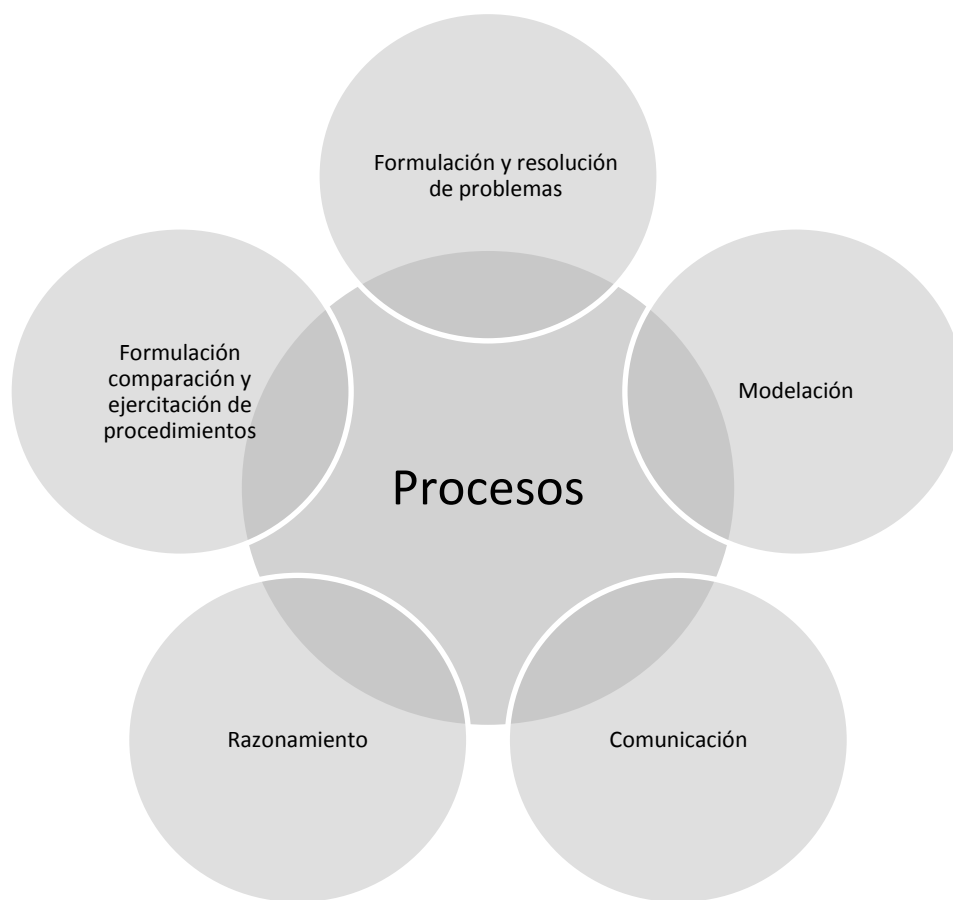 Formulación y resolución
de problemas
Formulación
comparación y
ejercitación de
procedimientos
Modelación
Procesos
Razonamiento
Comunicación